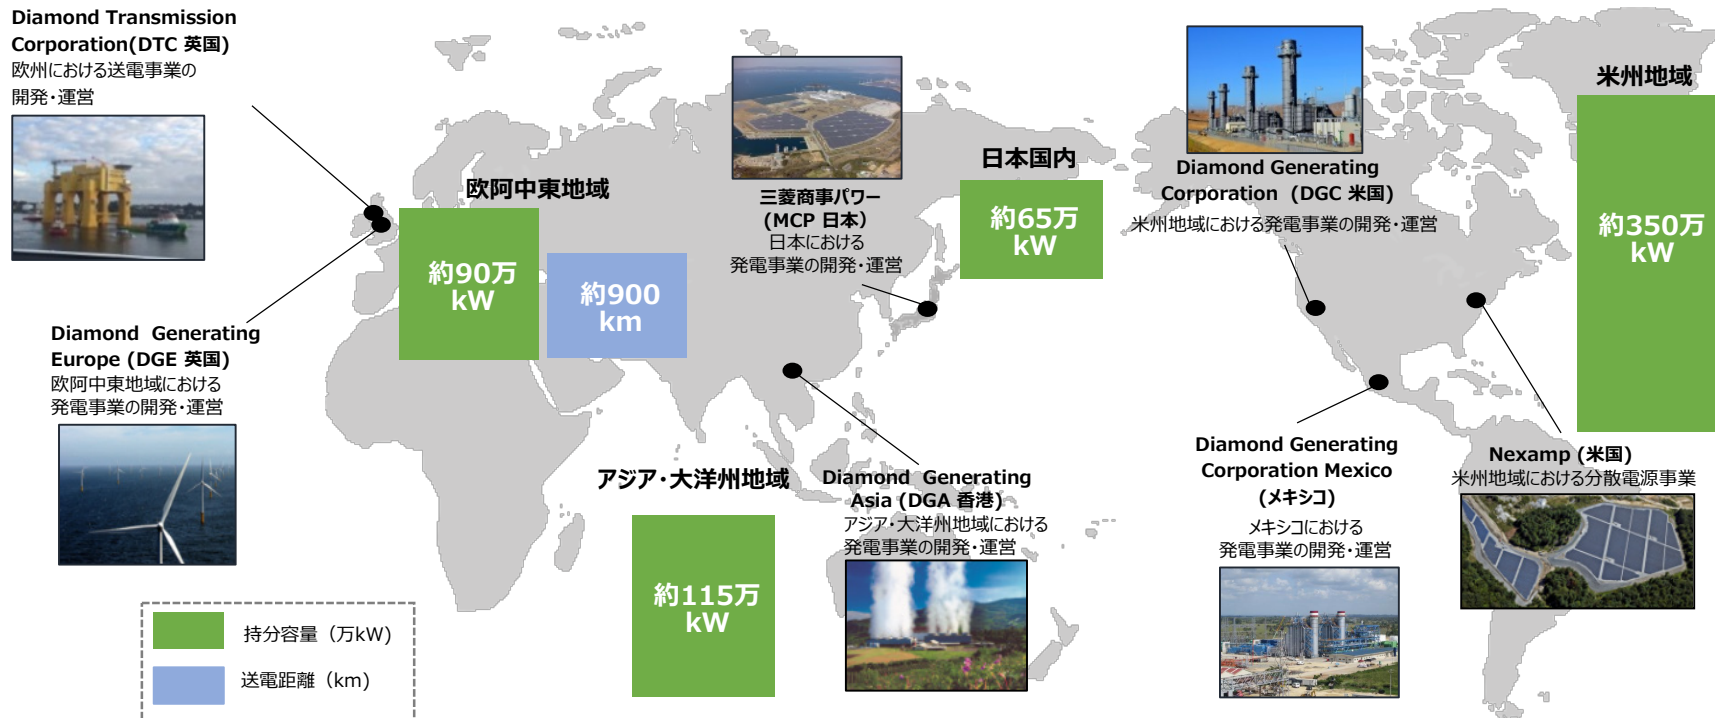 Diamond Transmission
Corporation(DTC 英国)
欧州における送電事業の
開発・運営
Diamond Generating
Europe (DGE 英国)
欧阿中東地域における
発電事業の開発・運営
欧阿中東地域
約90万
kW
約900
km
三菱商事パワー
(MCP 日本）
日本における
発電事業の開発・運営
日本国内
約65万
kW
アジア・大洋州地域
約115万
kW
Diamond Generating
Asia (DGA 香港)
アジア・大洋州地域における
発電事業の開発・運営
Diamond Generating
Corporation （DGC 米国)
米州地域における発電事業の開発・運営
米州地域
約350万
kW
Diamond Generating
Corporation Mexico
(メキシコ)
メキシコにおける
発電事業の開発・運営
Nexamp (米国)
米州地域における分散電源事業
持分容量（万kW)
送電距離（km)